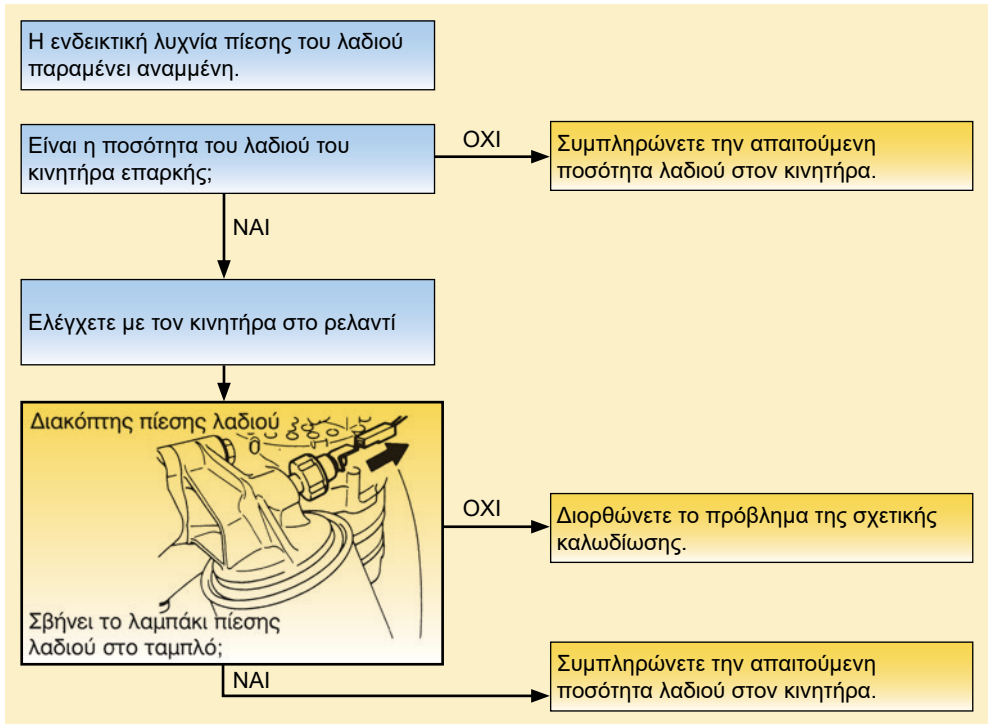 Η ενδεικτική λυχνία πίεσης του λαδιού
παραμένει αναμμένη.
Είναι η ποσότητα του λαδιού του
κινητήρα επαρκής;
ΟΧΙ
Συμπληρώνετε την απαιτούμενη
ποσότητα λαδιού στον κινητήρα.
ΝΑΙ
Ελέγχετε με τον κινητήρα στο ρελαντί
Διακόπτης πίεσης λαδιού
Σβήνει το λαμπάκι πίεσης
λαδιού στο ταμπλό;
ΟΧΙ
Διορθώνετε το πρόβλημα της σχετικής
καλωδίωσης.
ΝΑΙ
Συμπληρώνετε την απαιτούμενη
ποσότητα λαδιού στον κινητήρα.